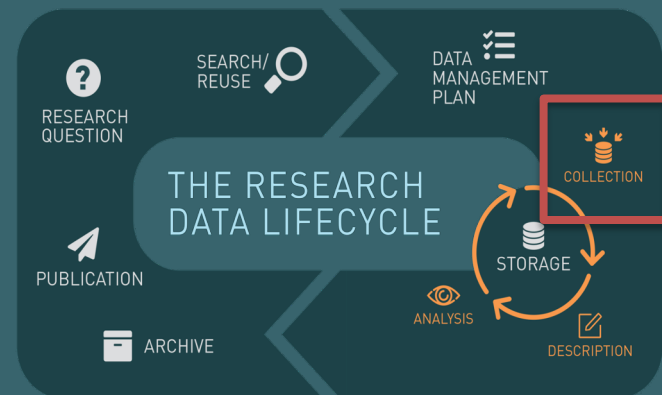 RESEARCH
QUESTION
SEARCH/
REUSE
DATA
MANAGEMENT
PLAN
COLLECTION
THE RESEARCH
DATA LIFECYCLE
STORAGE
DESCRIPTION
ANALYSIS
ARCHIVE
PUBLICATION